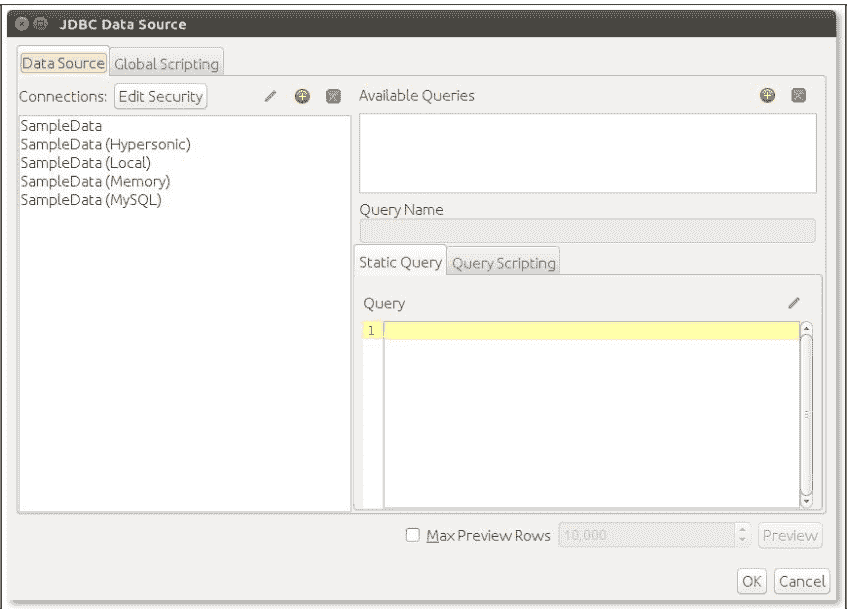 JDBC Data Source
Data Source
Global Scripting
Connections:
Edit Security
SampleData
SampleData (Hypersonic)
SampleData (Local)
SampleData (Memory)
SampleData (MySQL)
Available Queries
Query Name
Static Query
Query Scripting
Query
1
Max Preview Rows
10,000
Preview
OK
Cancel